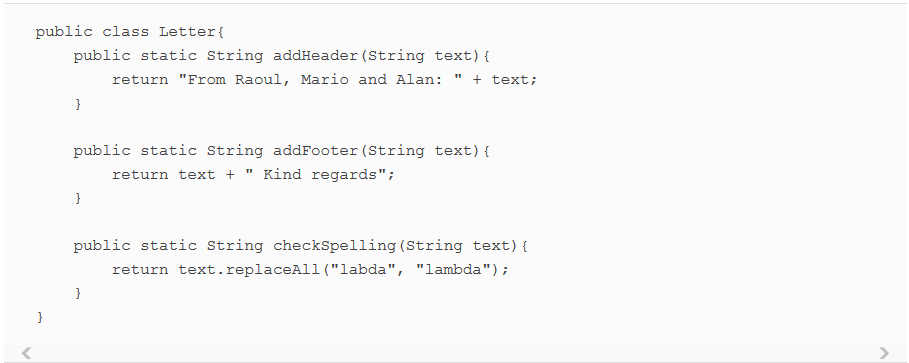 public class Letter{
    public static String addHeader(String text){
        return "From Raoul, Mario and Alan: " + text;
    }

    public static String addFooter(String text){
        return text + " Kind regards";
    }

    public static String checkSpelling(String text){
        return text.replaceAll("labda", "lambda");
    }
}